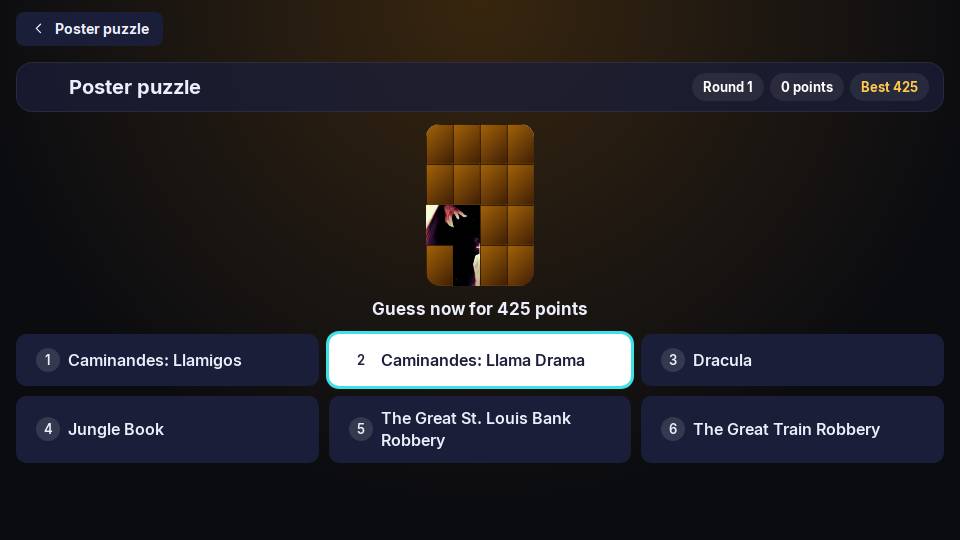 Poster puzzle
Poster puzzle
Round 1
0 points
Best 425
Guess now for 425 points
1 Caminandes: Llamigos
2 Caminandes: Llama Drama
3 Dracula
4 Jungle Book
5 The Great St. Louis Bank
Robbery
6 The Great Train Robbery